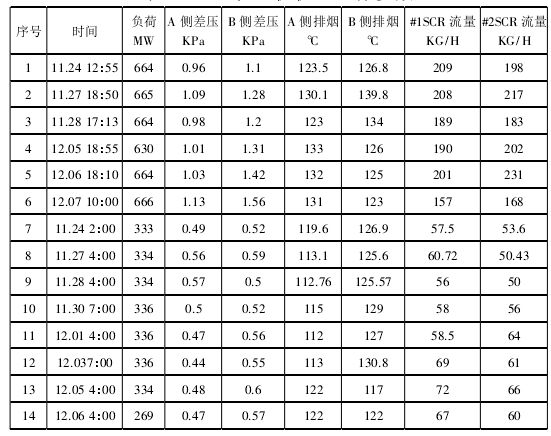 序号 时间 负荷 MW A 侧差压 KPa B 侧差压 KPa A 侧排烟 ℃ B 侧排烟 ℃ #1SCR 流量 KG/H #2SCR 流量 KG/H
1 11.24 12:55 664 0.96 1.1 123.5 126.8 209 198
2 11.27 18:50 665 1.09 1.28 130.1 139.8 208 217
3 11.28 17:13 664 0.98 1.2 123 134 189 183
4 12.05 18:55 630 1.01 1.31 133 126 190 202
5 12.06 18:10 664 1.03 1.42 132 125 201 231
6 12.07 10:00 666 1.13 1.56 131 123 157 168
7 11.24 2:00 333 0.49 0.52 119.6 126.9 57.5 53.6
8 11.27 4:00 334 0.56 0.59 113.1 125.6 60.72 50.43
9 11.28 4:00 334 0.57 0.5 112.76 125.57 56 50
10 11.30 7:00 336 0.5 0.52 115 129 58 56
11 12.01 4:00 336 0.47 0.56 112 127 58.5 64
12 12.037:00 336 0.44 0.55 113 130.8 69 61
13 12.05 4:00 334 0.48 0.6 122 117 72 66
14 12.06 4:00 269 0.47 0.57 122 122 67 60